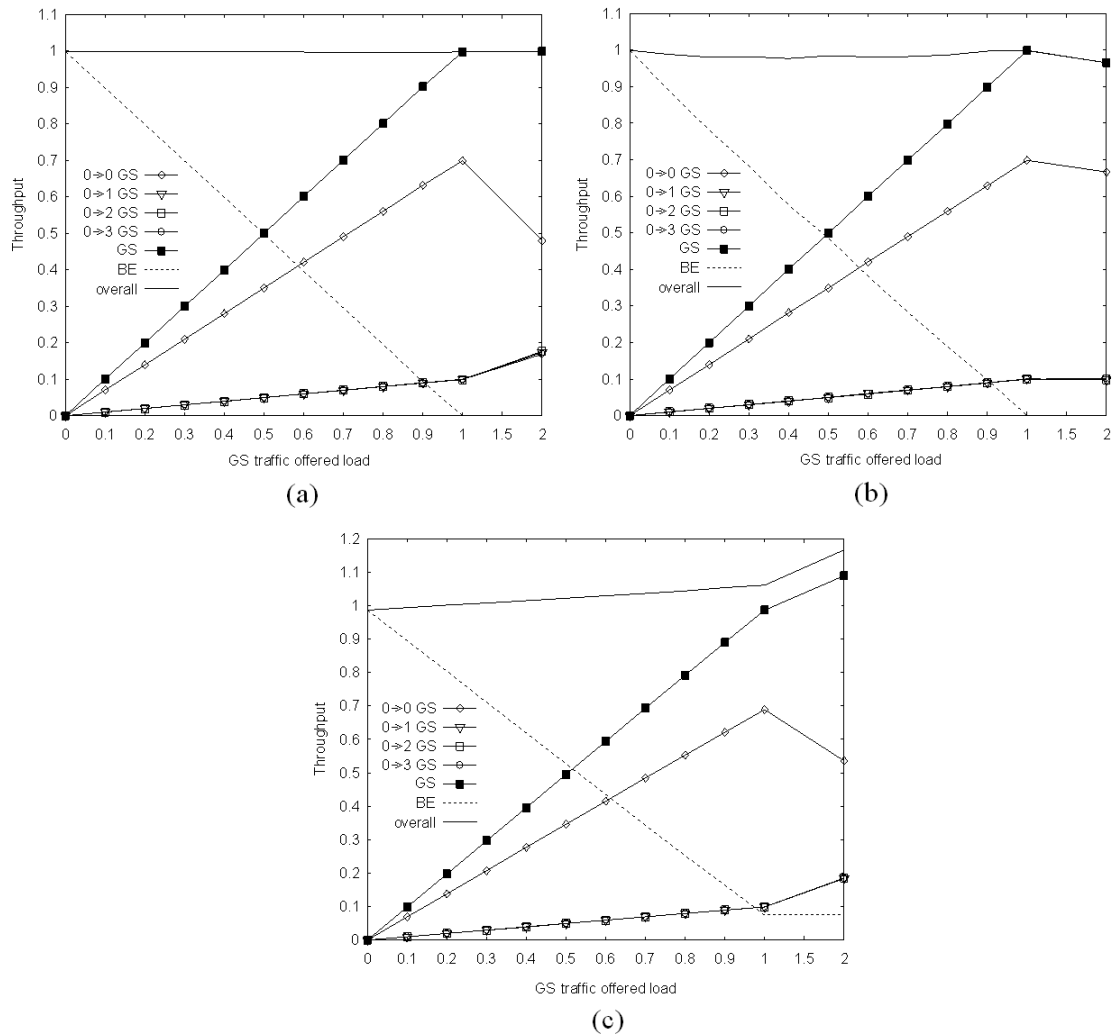 1.1
1
0.9
0.8
0.7
0.6
0.5
0.4
0.3
0.2
0.1
0
Throughput
0→0 GS
0→1 GS
0→2 GS
0→3 GS
GS
BE
overall
0 0.1 0.2 0.3 0.4 0.5 0.6 0.7 0.8 0.9 1 1.5 2
GS traffic offered load
(a)
1.1
1
0.9
0.8
0.7
0.6
0.5
0.4
0.3
0.2
0.1
0
Throughput
0→0 GS
0→1 GS
0→2 GS
0→3 GS
GS
BE
overall
0 0.1 0.2 0.3 0.4 0.5 0.6 0.7 0.8 0.9 1 1.5 2
GS traffic offered load
(b)
1.2
1.1
1
0.9
0.8
0.7
0.6
0.5
0.4
0.3
0.2
0.1
0
Throughput
0→0 GS
0→1 GS
0→2 GS
0→3 GS
GS
BE
overall
0 0.1 0.2 0.3 0.4 0.5 0.6 0.7 0.8 0.9 1 2
GS traffic offered load
(c)